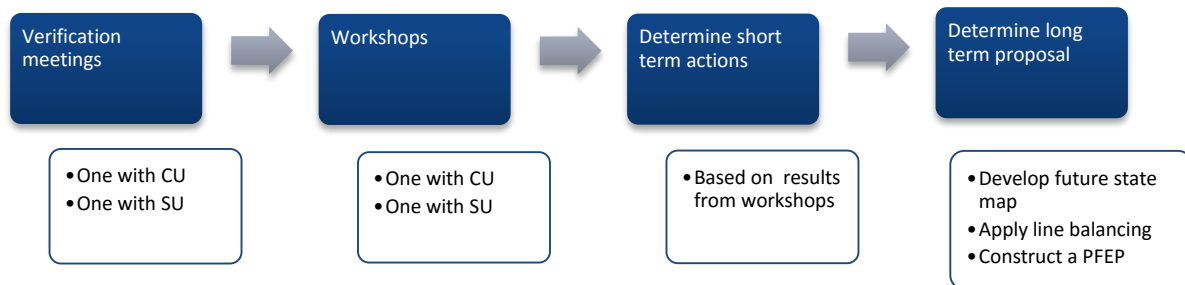 Verification
meetings
•One with CU
•One with SU
Workshops
•One with CU
•One with SU
Determine short
term actions
•Based on  results
from workshops
Determine long
term proposal
•Develop future state
map
•Apply line balancing
•Construct a PFEP